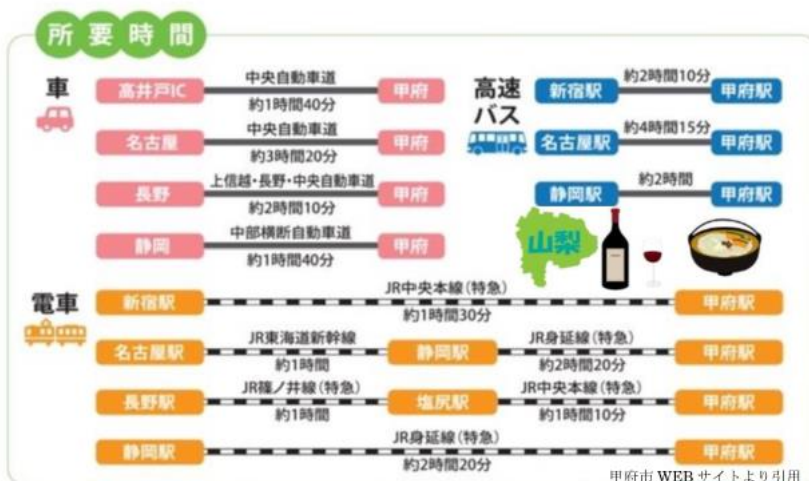 所要時間
車
高井戸IC 中央自動車道 甲府
約1時間40分
名古屋 中央自動車道 甲府
約3時間20分
長野 上信越・長野・中央自動車道 甲府
約2時間10分
静岡 中部横断自動車道 甲府
約1時間40分
高速
バス
新宿駅 約2時間10分 甲府駅
名古屋駅 約4時間15分 甲府駅
静岡駅 約2時間 甲府駅
山梨
電車
新宿駅 JR中央本線(特急) 甲府駅
約1時間30分
名古屋駅 JR東海道新幹線 静岡駅 JR身延線(特急) 甲府駅
約1時間 約2時間20分
長野駅 JR篠ノ井線(特急) 塩尻駅 JR中央本線(特急) 甲府駅
約1時間 約1時間10分
静岡駅 JR身延線(特急) 甲府駅
約2時間20分
甲府市 WEB サイトより引用